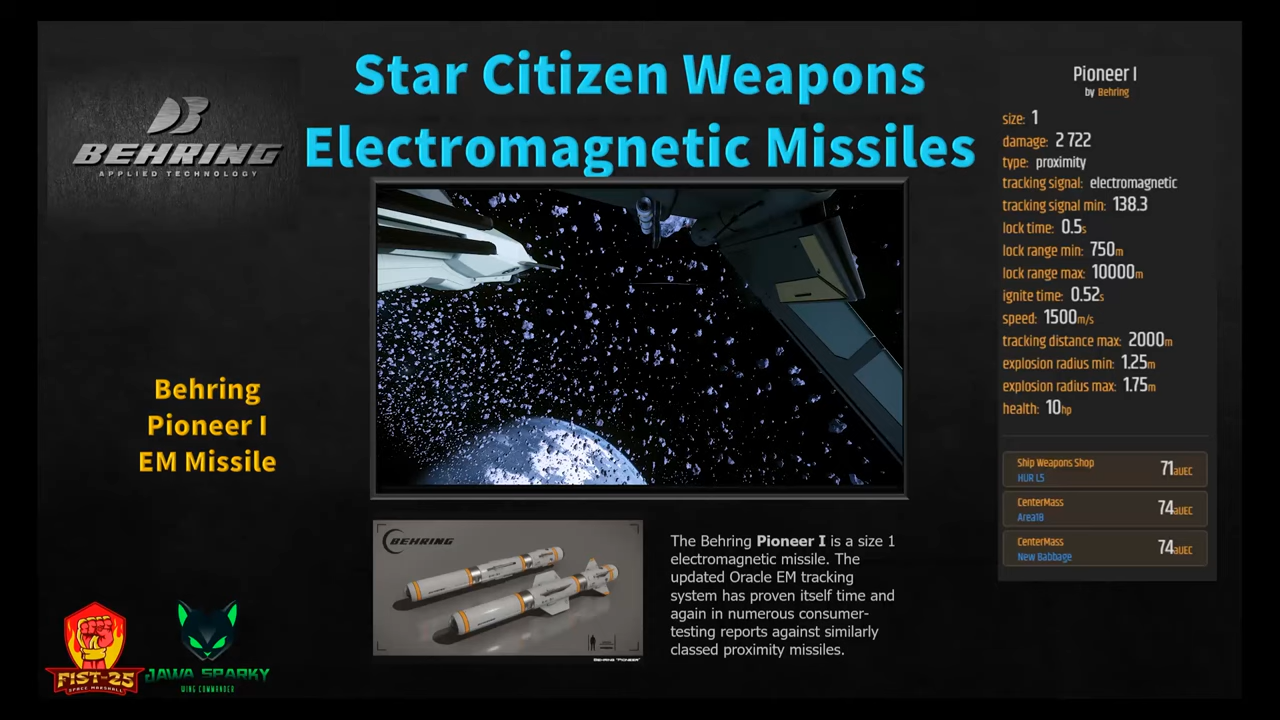 Star Citizen Weapons
Electromagnetic Missiles
BEHRING
APPLIED TECHNOLOGY
Behring
Pioneer I
EM Missile
Pioneer I
by Behring
size: 1
damage: 2 722
type: proximity
tracking signal: electromagnetic
tracking signal min: 138.3
lock time: 0.5s
lock range min: 750m
lock range max: 10000m
ignite time: 0.52s
speed: 1500m/s
tracking distance max: 2000m
explosion radius min: 1.25m
explosion radius max: 1.75m
health: 10hp
Ship Weapons Shop
HUR L5
71aUEC
CenterMass
Area18
74aUEC
CenterMass
New Babbage
74aUEC
BEHRING
BEHRING "PIONEER"
The Behring Pioneer I is a size 1
electromagnetic missile. The
updated Oracle EM tracking
system has proven itself time and
again in numerous consumer-
testing reports against similarly
classed proximity missiles.
FIST-25
SPACE MARSHALL
JAWA SPARKY
WING COMMANDER